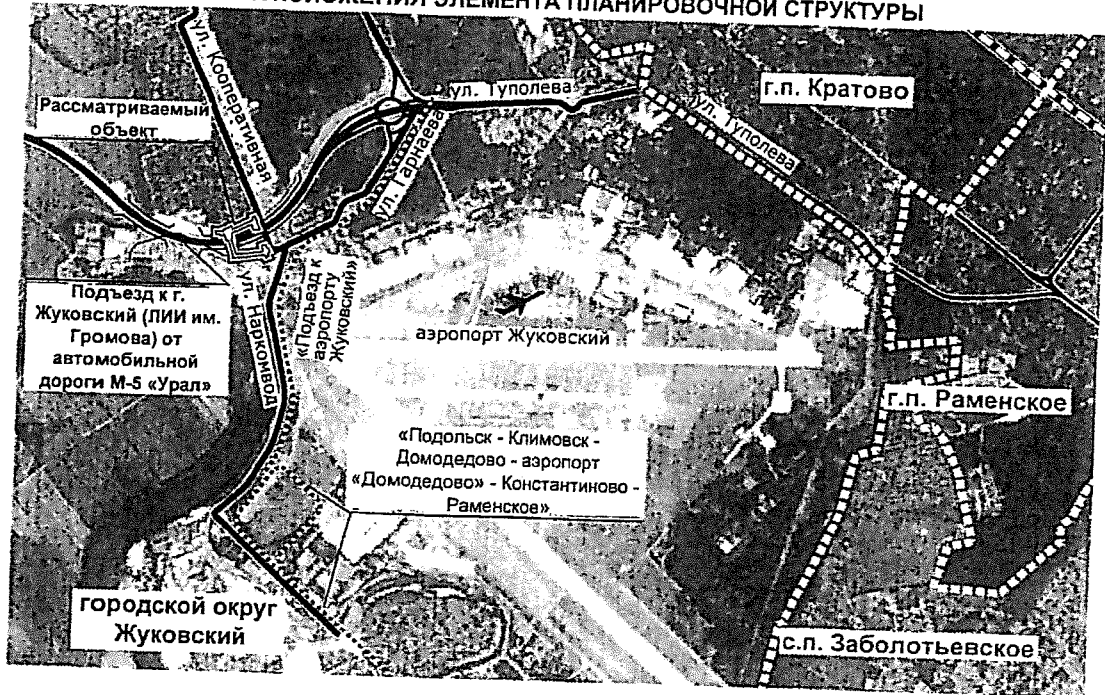 ЭЛЕМЕНТА ПЛАНИРОВОЧНОЙ СТРУКТУРЫ
ул. Кооперативная
Рассматриваемый
объект
ул. Туполева
г.п. Кратово
ул. Туполева
ул. Гарнаева
Подъезд к г.
Жуковский (ЛИИ им.
Громова) от
автомобильной
дороги М-5 «Урал»
ул. Наркомвод
«Подъезд к
аэропорту
Жуковский»
аэропорт Жуковский
г.п. Раменское
«Подольск - Климовск -
Домодедово - аэропорт
«Домодедово» - Константиново -
Раменское»
городской округ
Жуковский
с.п. Заболотьевское